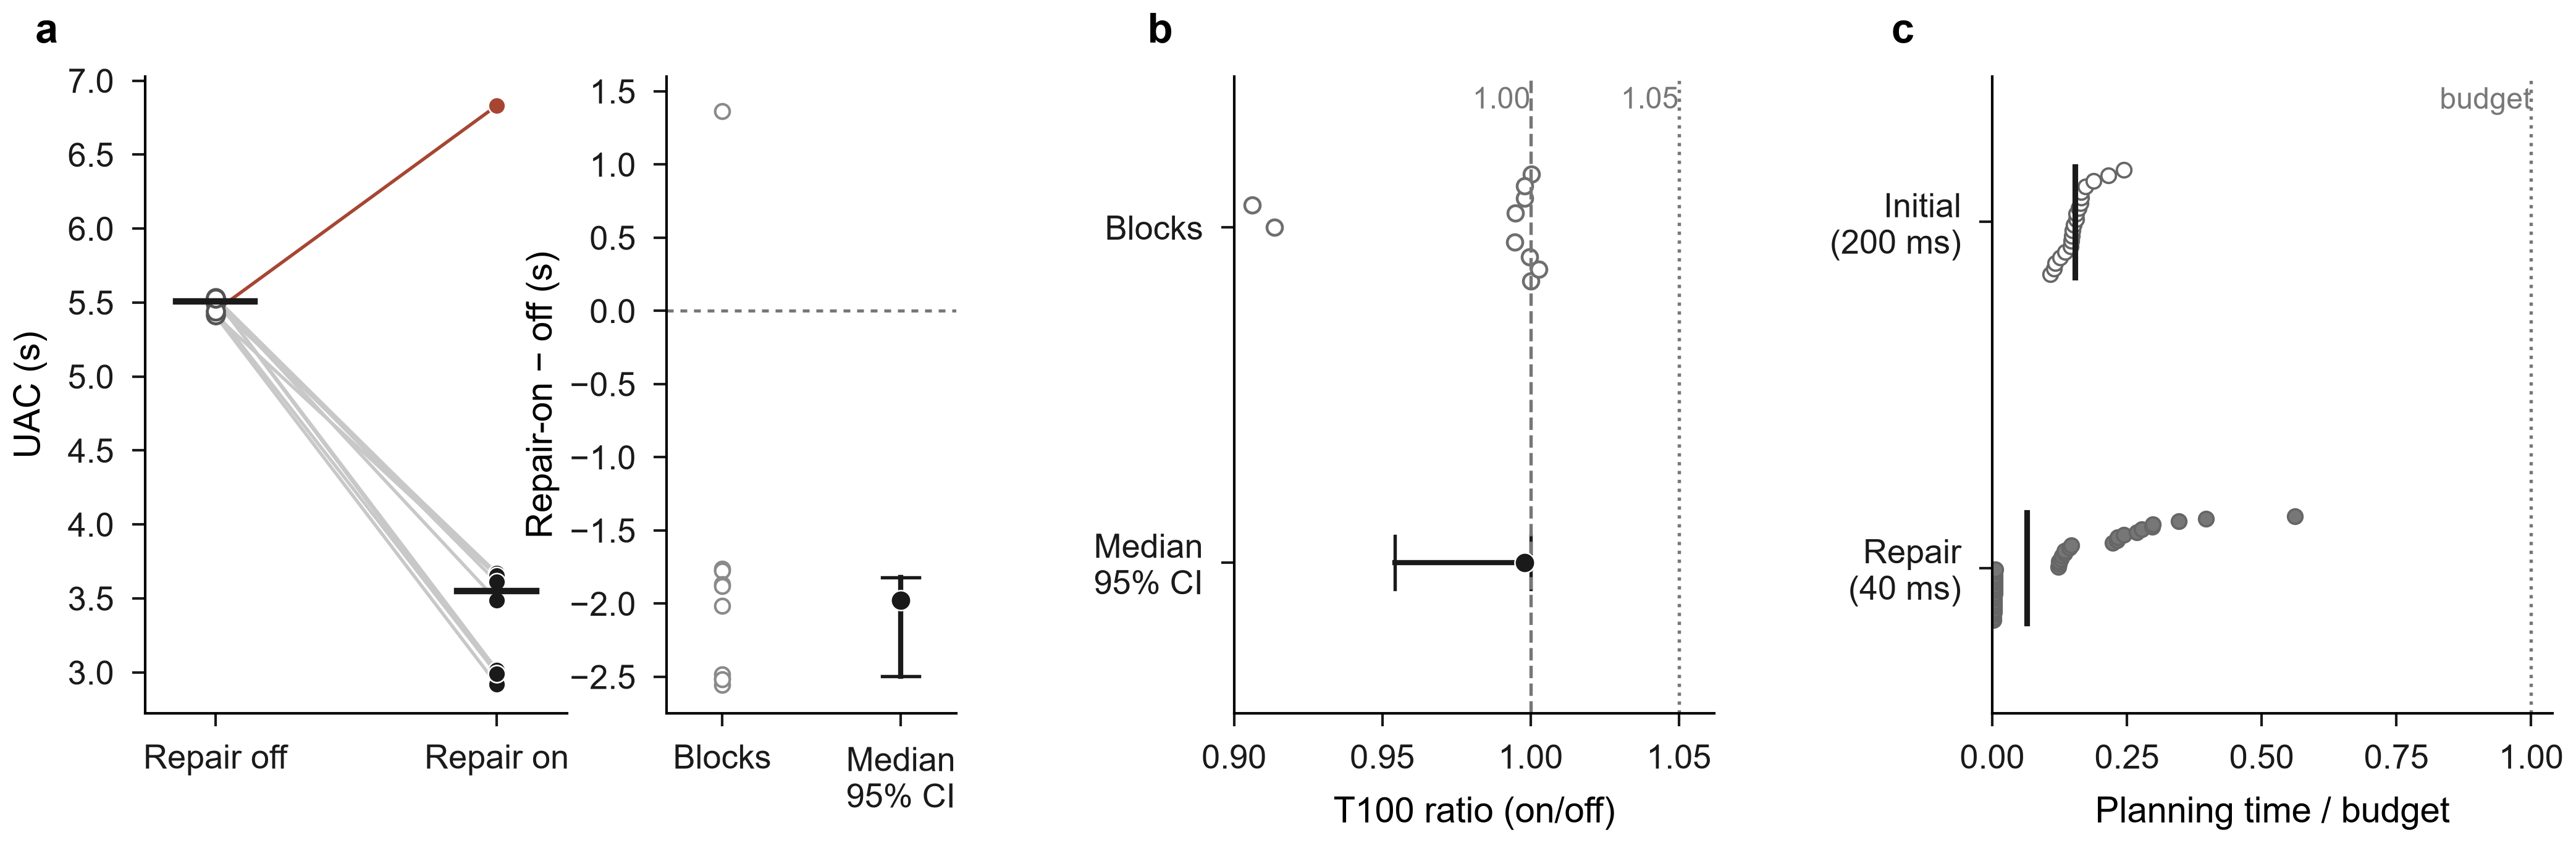 a
7.0
6.5
6.0
5.5
5.0
4.5
4.0
3.5
3.0
UAC (s)
Repair off
Repair on
1.5
1.0
0.5
0.0
−0.5
−1.0
−1.5
−2.0
−2.5
Repair-on − off (s)
Blocks
Median
95% CI
b
1.00
1.05
Blocks
Median
95% CI
0.90
0.95
1.00
1.05
T100 ratio (on/off)
c
budget
Initial
(200 ms)
Repair
(40 ms)
0.00
0.25
0.50
0.75
1.00
Planning time / budget